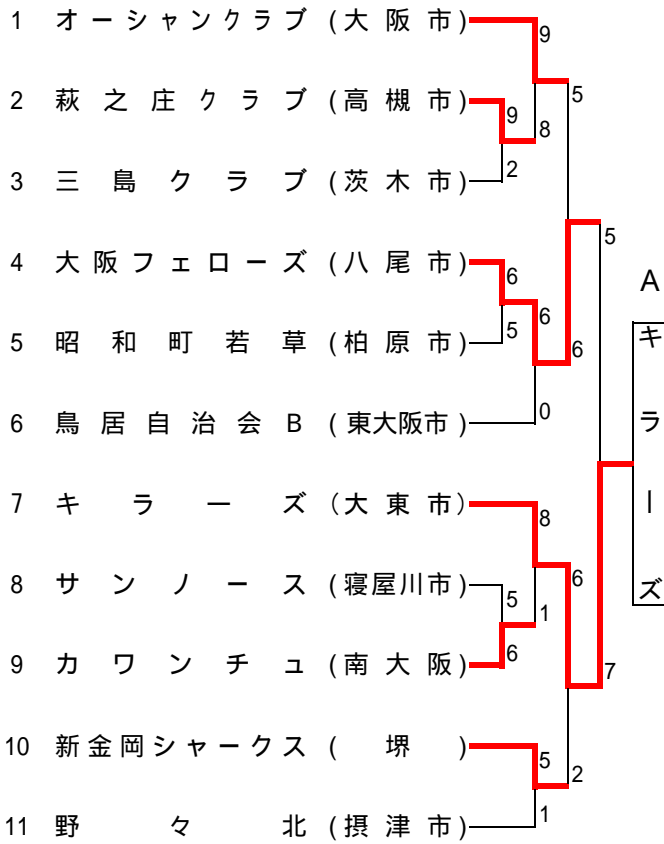 1 オーシャンクラブ (大阪市)
9
5
2 萩之庄クラブ (高槻市)
9
8
3 三島クラブ (茨木市)
2
5
4 大阪フェローズ (八尾市)
6
6
5 昭和町若草 (柏原市)
5
6
6 鳥居自治会B (東大阪市)
0
A
キラーズ
7 キラーズ (大東市)
8
6
8 サンノース (寝屋川市)
5
1
9 カワンチュ (南大阪)
6
7
10 新金岡シャークス (堺)
5
2
11 野々北 (摂津市)
1